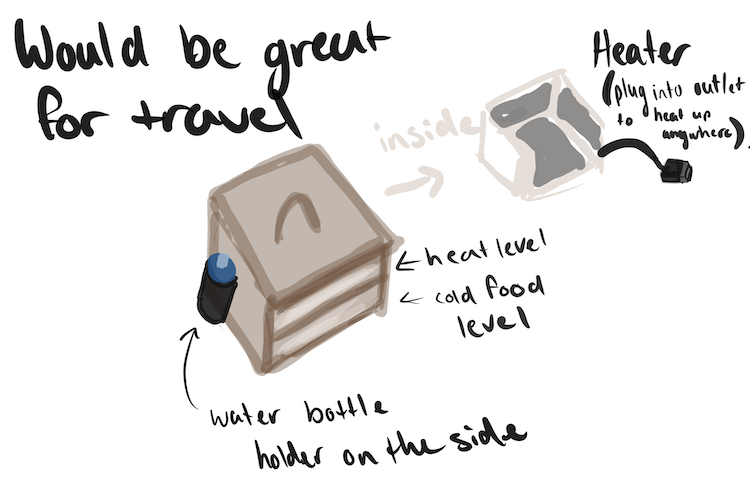 Would be great
for travel
Heater
(plug into outlet
to heat up
anywhere).
inside
heat level
cold food
level
water bottle
holder on the side